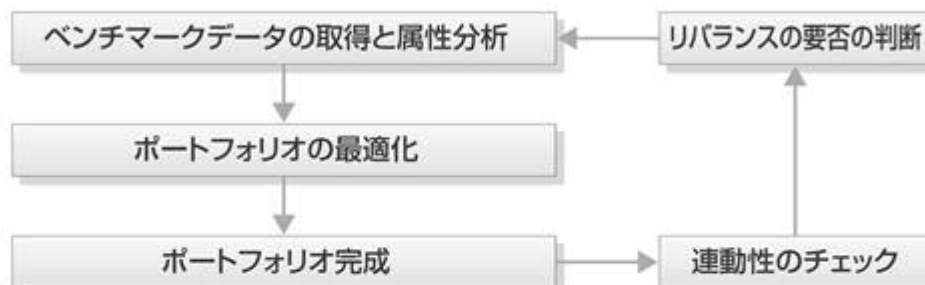 ベンチマークデータの取得と属性分析
リバランスの要否の判断
ポートフォリオの最適化
ポートフォリオ完成
連動性のチェック